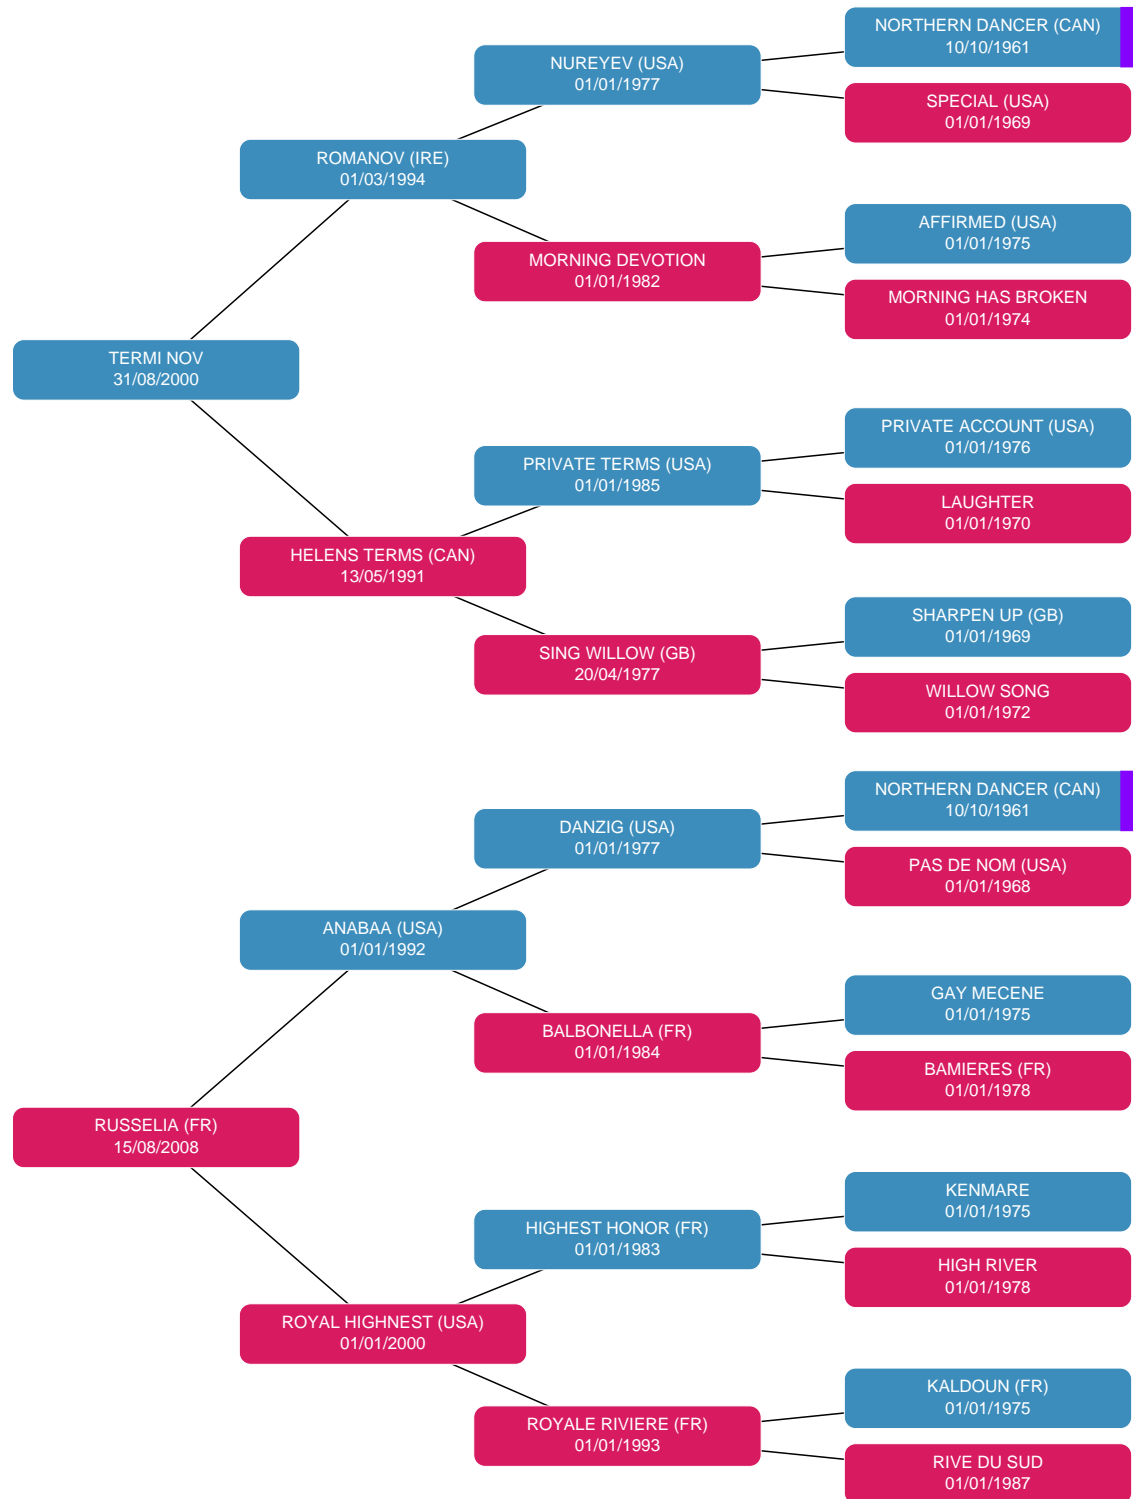 NORTHERN DANCER (CAN)
10/10/1961
NUREYEV (USA)
01/01/1977
SPECIAL (USA)
01/01/1969
ROMANOV (IRE)
01/03/1994
AFFIRMED (USA)
01/01/1975
MORNING DEVOTION
01/01/1982
MORNING HAS BROKEN
01/01/1974
TERMI NOV
31/08/2000
PRIVATE ACCOUNT (USA)
01/01/1976
PRIVATE TERMS (USA)
01/01/1985
LAUGHTER
01/01/1970
HELENS TERMS (CAN)
13/05/1991
SHARPEN UP (GB)
01/01/1969
SING WILLOW (GB)
20/04/1977
WILLOW SONG
01/01/1972
NORTHERN DANCER (CAN)
10/10/1961
DANZIG (USA)
01/01/1977
PAS DE NOM (USA)
01/01/1968
ANABAA (USA)
01/01/1992
GAY MECENE
01/01/1975
BALBONELLA (FR)
01/01/1984
BAMIERES (FR)
01/01/1978
RUSSELIA (FR)
15/08/2008
KENMARE
01/01/1975
HIGHEST HONOR (FR)
01/01/1983
HIGH RIVER
01/01/1978
ROYAL HIGHNEST (USA)
01/01/2000
KALDOUN (FR)
01/01/1975
ROYALE RIVIERE (FR)
01/01/1993
RIVE DU SUD
01/01/1987